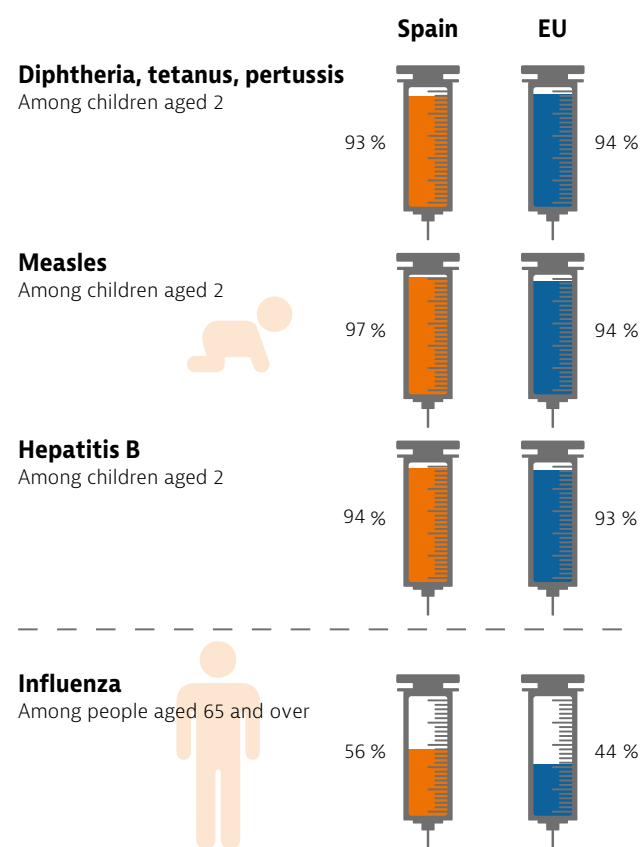 Spain EU
Diphtheria, tetanus, pertussis
Among children aged 2
93 % 94 %
Measles
Among children aged 2
97 % 94 %
Hepatitis B
Among children aged 2
94 % 93 %
Influenza
Among people aged 65 and over
56 % 44 %